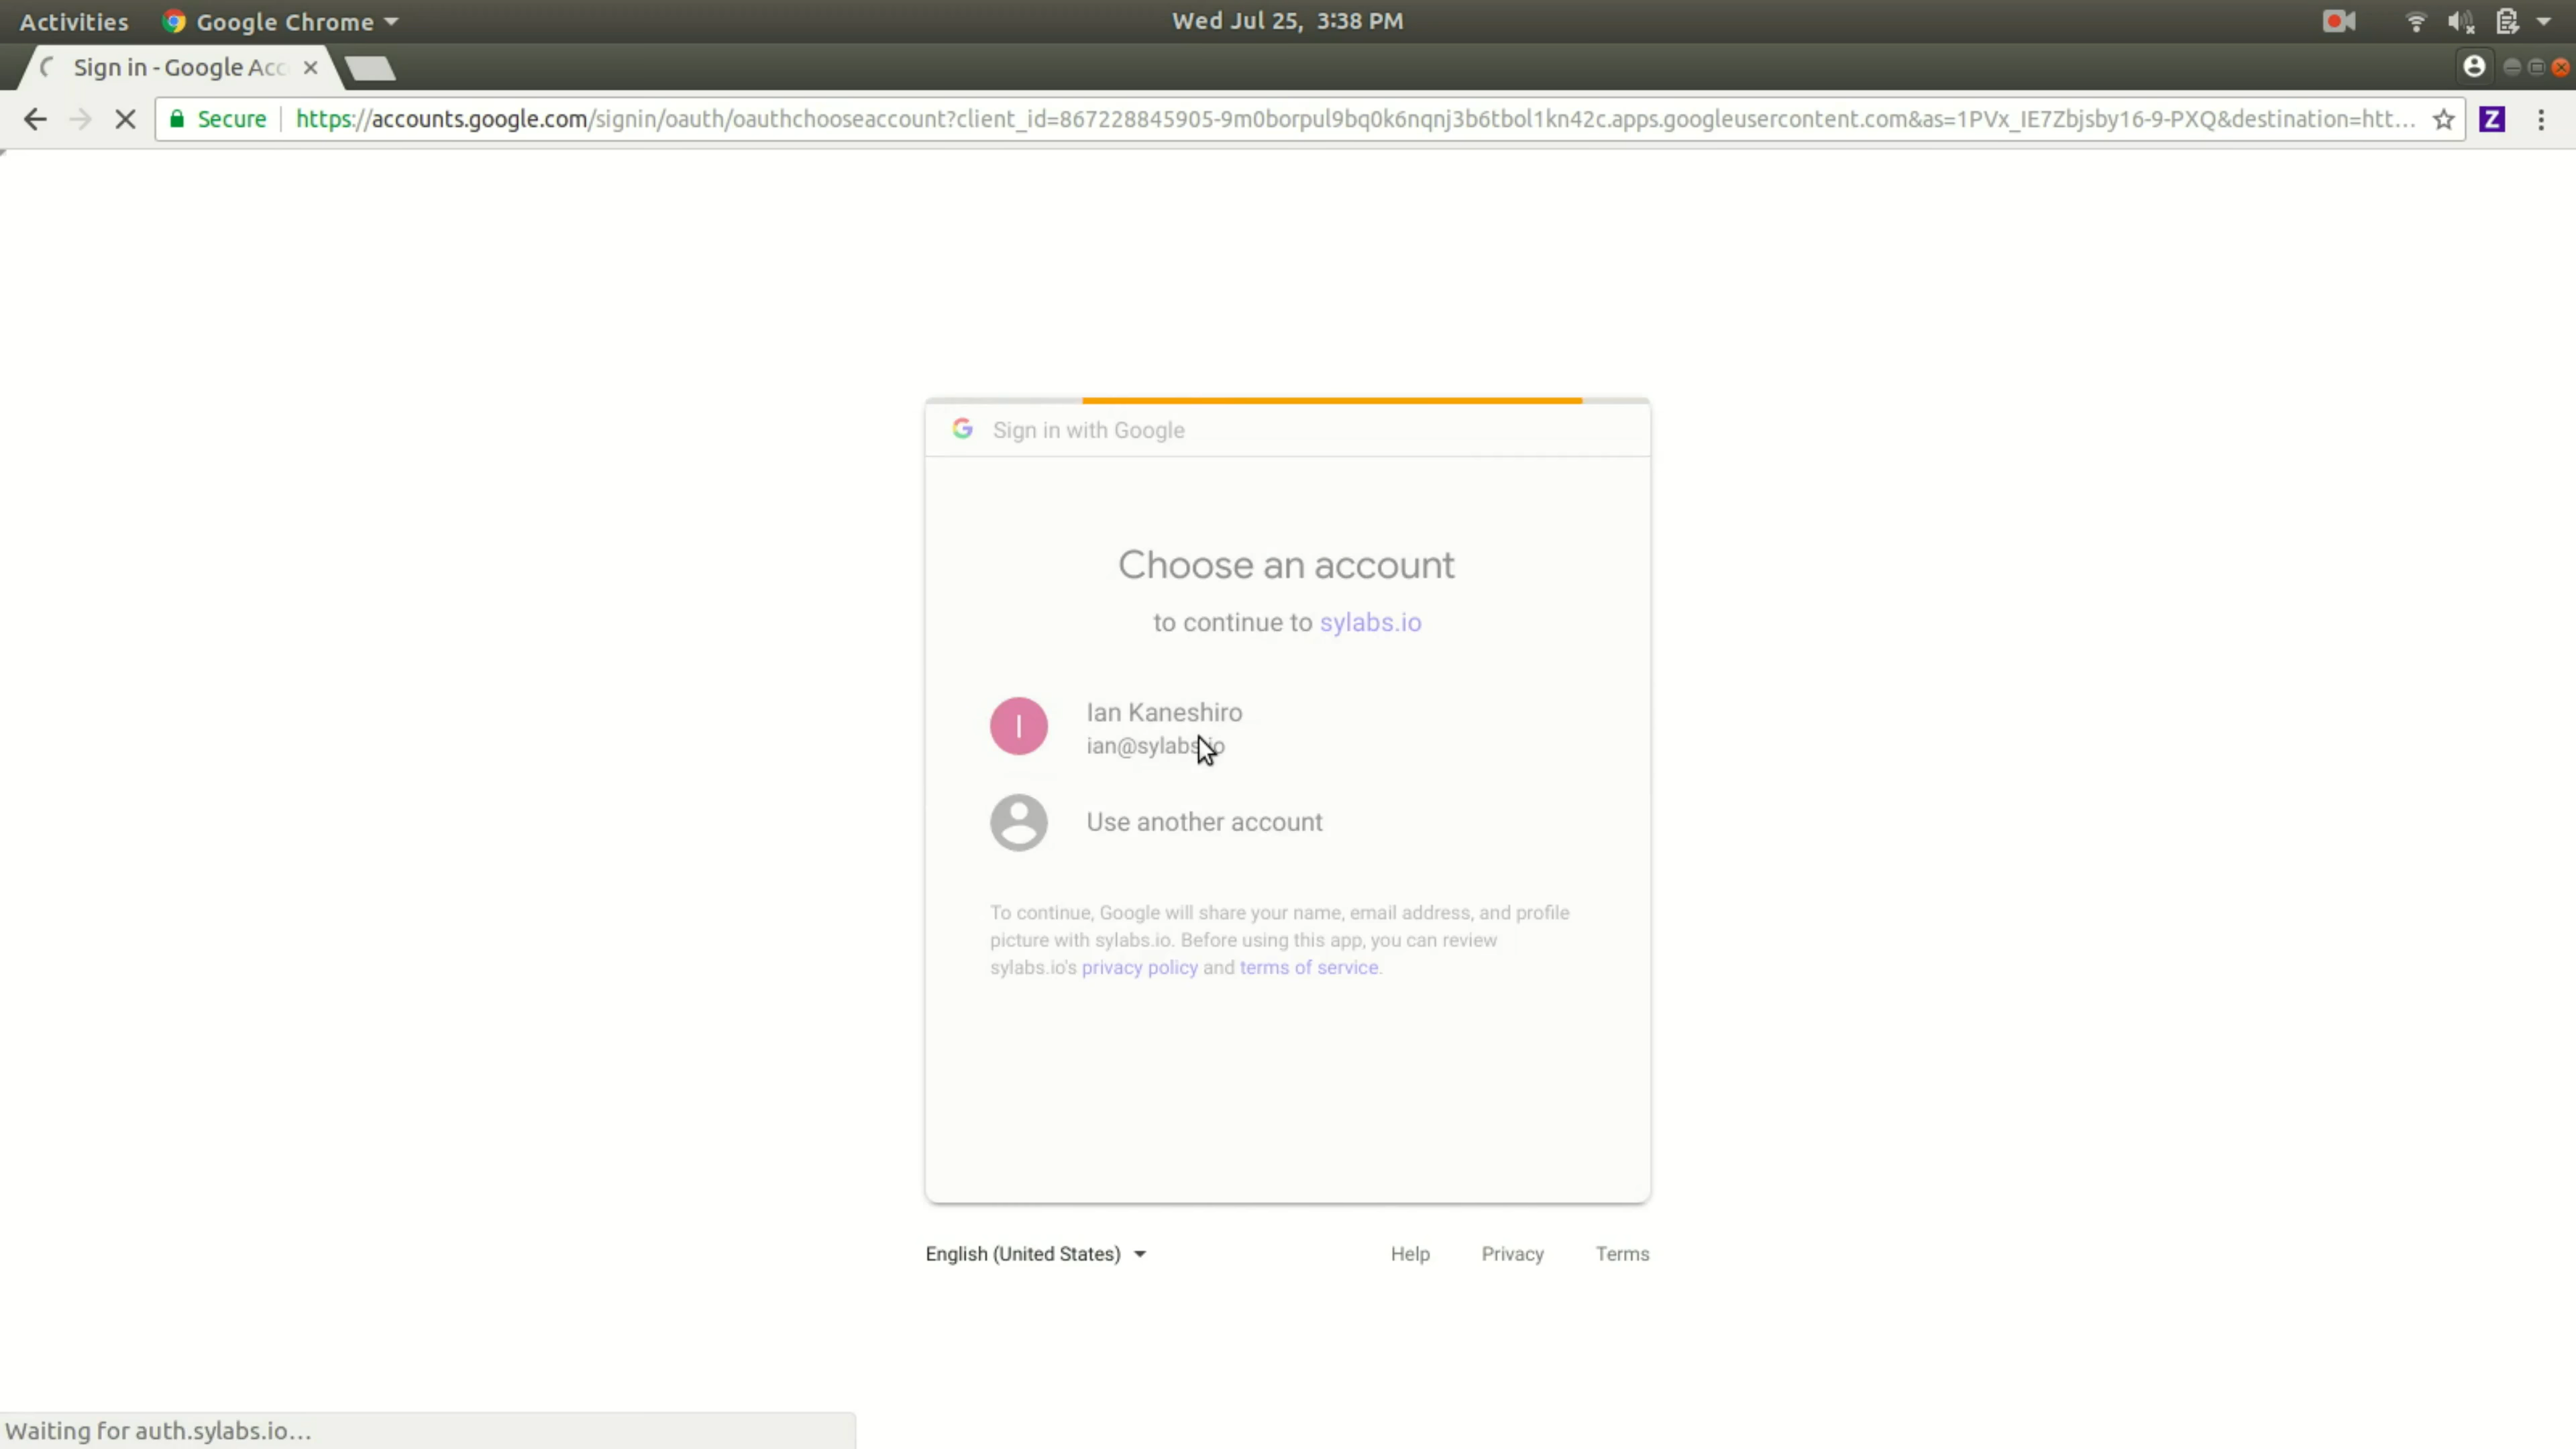 Activities Google Chrome Wed Jul 25, 3:38 PM
Sign in - Google Acc
Secure https://accounts.google.com/signin/oauth/oauthchooseaccount?client_id=867228845905-9m0borpul9bq0k6nqnj3b6tbol1kn42c.apps.googleusercontent.com&as=1PVx_IE7Zbjsby16-9-PXQ&destination=htt... Z
G Sign in with Google
Choose an account
to continue to sylabs.io
I Ian Kaneshiro
ian@sylabs.io
Use another account
To continue, Google will share your name, email address, and profile
picture with sylabs.io. Before using this app, you can review
sylabs.io's privacy policy and terms of service.
English (United States) Help Privacy Terms
Waiting for auth.sylabs.io...